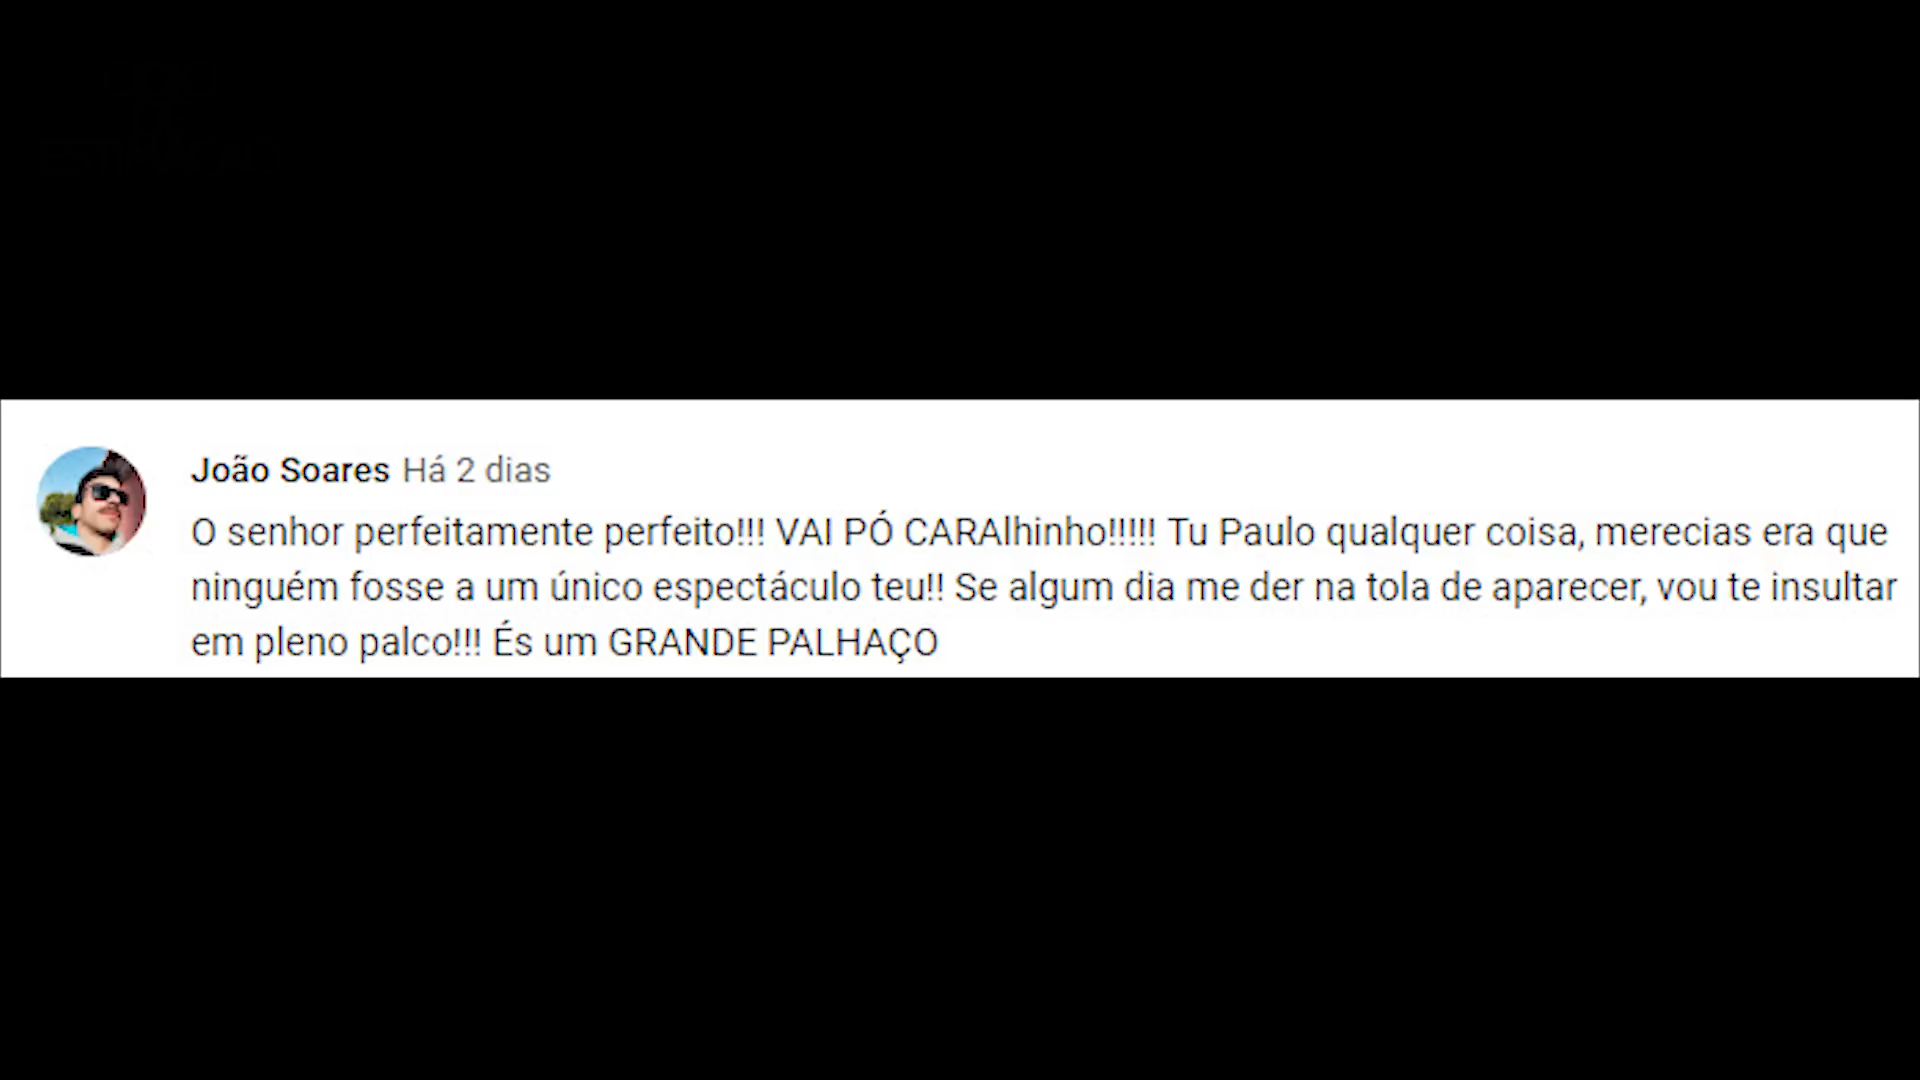 João Soares Há 2 dias
O senhor perfeitamente perfeito!!! VAI PÓ CARAlhinho!!!!! Tu Paulo qualquer coisa, merecias era que
ninguém fosse a um único espectáculo teu!! Se algum dia me der na tola de aparecer, vou te insultar
em pleno palco!!! És um GRANDE PALHAÇO